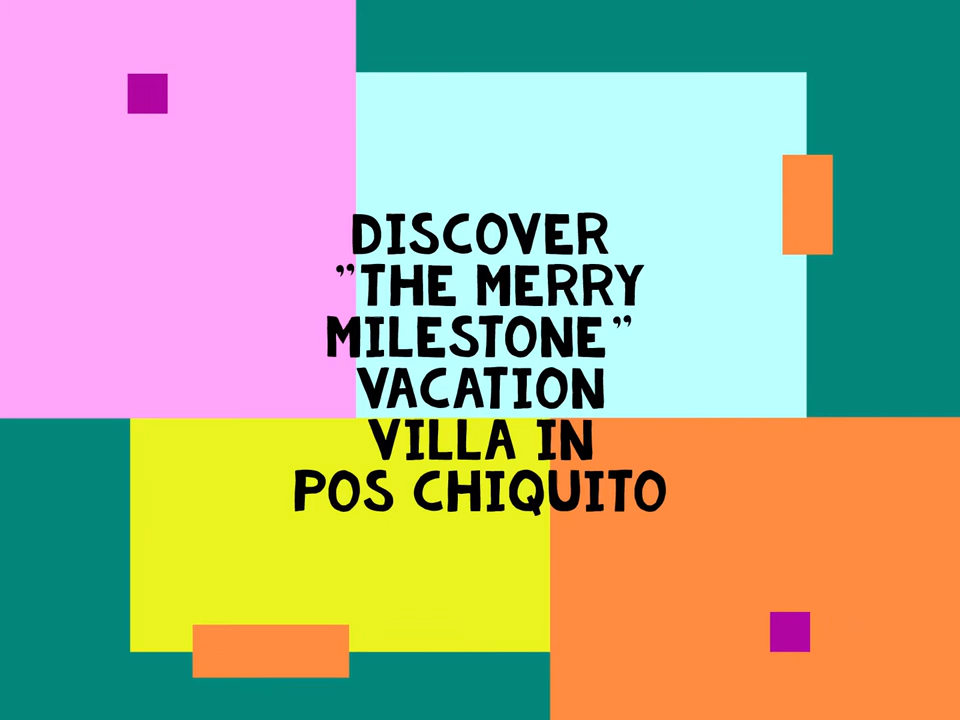 DISCOVER
”THE MERRY
MILESTONE”
VACATION
VILLA IN
POS CHIQUITO